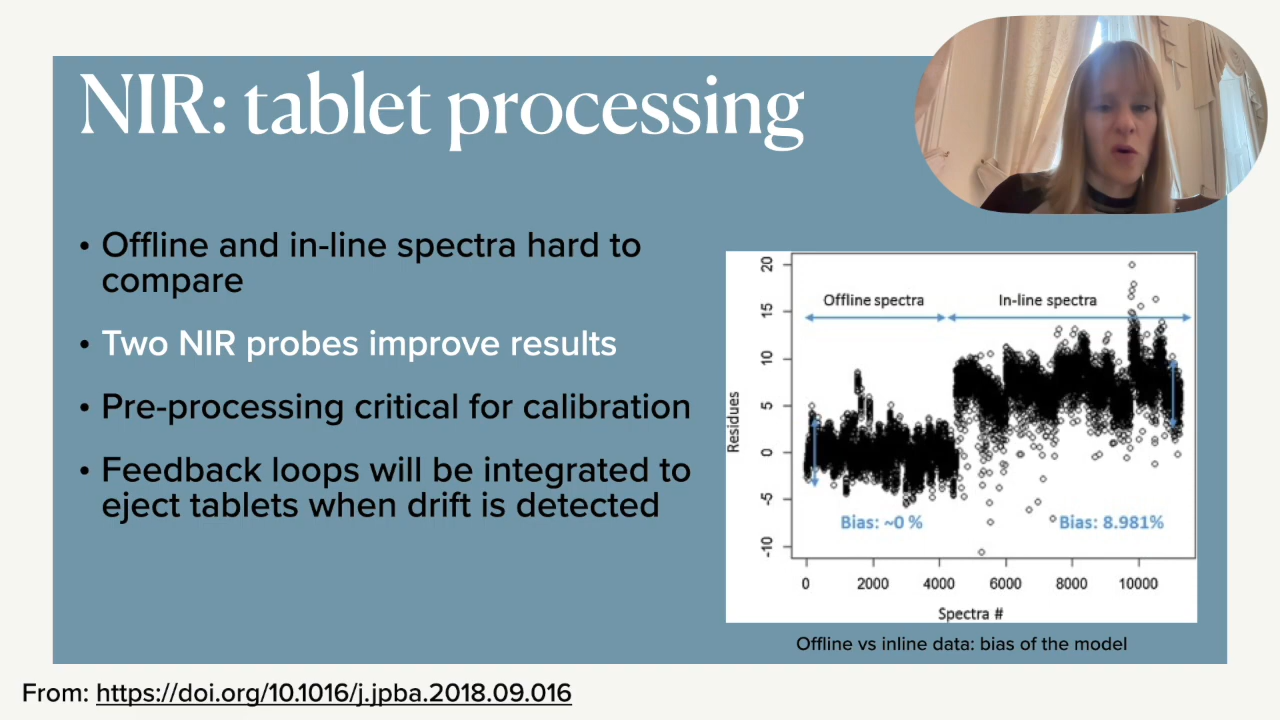 NIR: tablet processing
• Offline and in-line spectra hard to
compare
• Two NIR probes improve results
• Pre-processing critical for calibration
• Feedback loops will be integrated to
eject tablets when drift is detected
Offline spectra
In-line spectra
20
15
10
5
0
-5
-10
Residues
Bias: ~0 %
Bias: 8.981%
0 2000 4000 6000 8000 10000
Spectra #
Offline vs inline data: bias of the model
From: https://doi.org/10.1016/j.jpba.2018.09.016